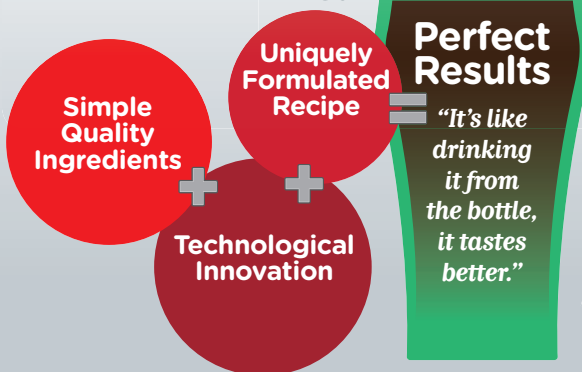 Simple
Quality
Ingredients
+
Technological
Innovation
+
Uniquely
Formulated
Recipe
=
Perfect
Results
“It’s like
drinking
it from
the bottle,
it tastes
better.”